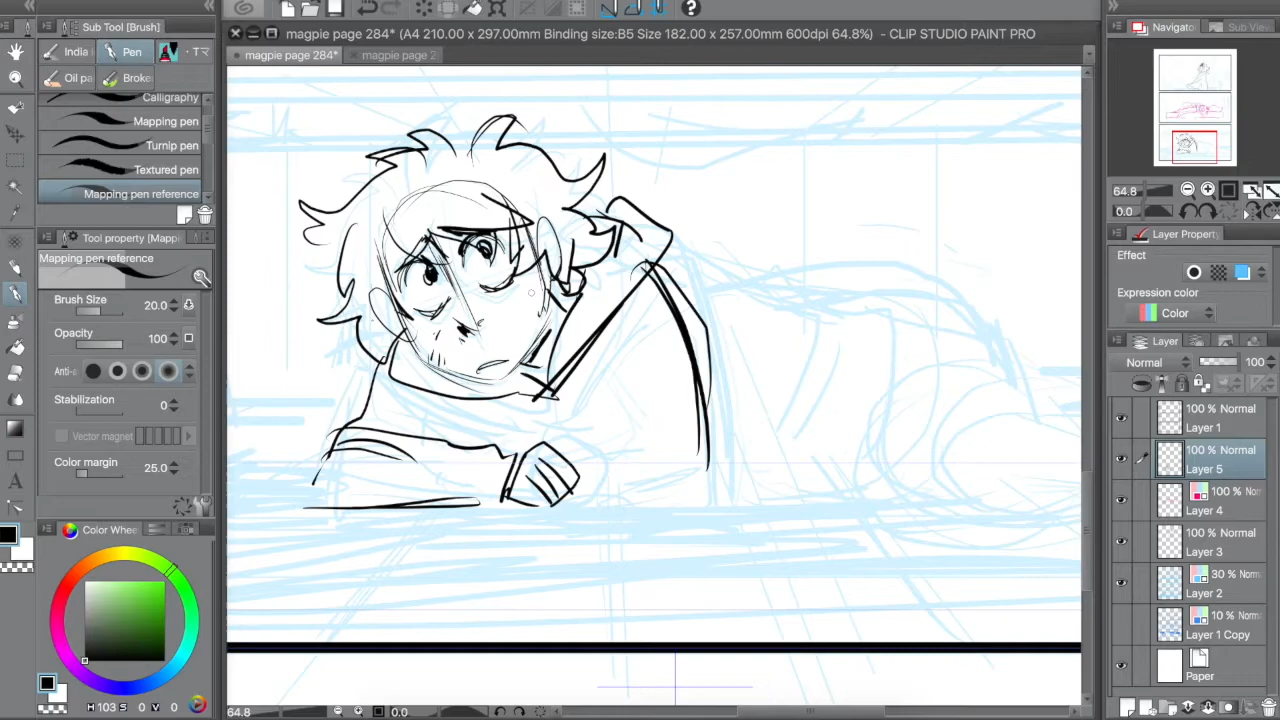 Sub Tool [Brush]
magpie page 284* (A4 210.00 x 297.00mm Binding size:B5 Size 182.00 x 257.00mm 600dpi 64.8%) - CLIP STUDIO PAINT PRO
Navigato
Sub View
India
Pen
magpie page 284*
magpie page 2
Oil pa
Broke
Calligraphy
Mapping pen
Turnip pen
Textured pen
Mapping pen reference
64.8
0.0
Tool property [Mappi
Layer Property
Mapping pen reference
Effect
Brush Size
20.0
Expression color
Color
Opacity
100
Layer
Anti-a
Normal
100
Stabilization
0
100 % Normal
Layer 1
Vector magnet
100 % Normal
Layer 5
Color margin
25.0
100 % Nor
Layer 4
Color Whee
100 % Normal
Layer 3
30 % Norm
Layer 2
10 % Norm
Layer 1 Copy
Paper
H 103 S 0 V 0
64.8
0.0